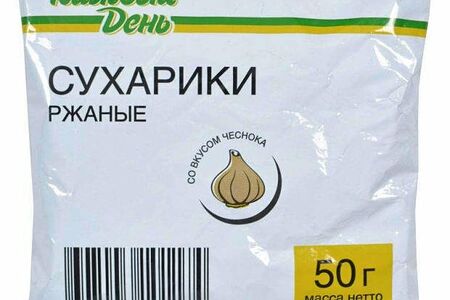 День
СУХАРИКИ
РЖАНЫЕ
СО ВКУСОМ ЧЕСНОКА
50 г
масса нетто